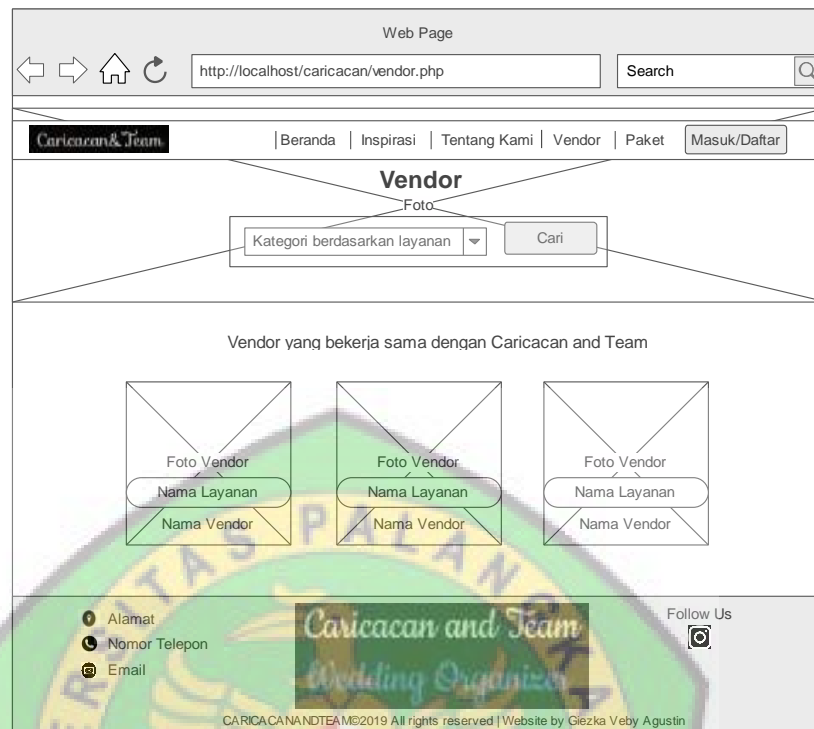 Web Page
http://localhost/caricacan/vendor.php
Search
Caricacan&Team
Beranda | Inspirasi | Tentang Kami | Vendor | Paket
Masuk/Daftar
Vendor
Foto
Kategori berdasarkan layanan
Cari
Vendor yang bekerja sama dengan Caricacan and Team
Foto Vendor Foto Vendor Foto Vendor
Nama Layanan Nama Layanan Nama Layanan
Nama Vendor Nama Vendor Nama Vendor
Alamat
Nomor Telepon
Email
Caricacan and Team
Wedding Organizer
Follow Us
CARICACANANDTEAM©2019 All rights reserved | Website by Giezka Veby Agustin